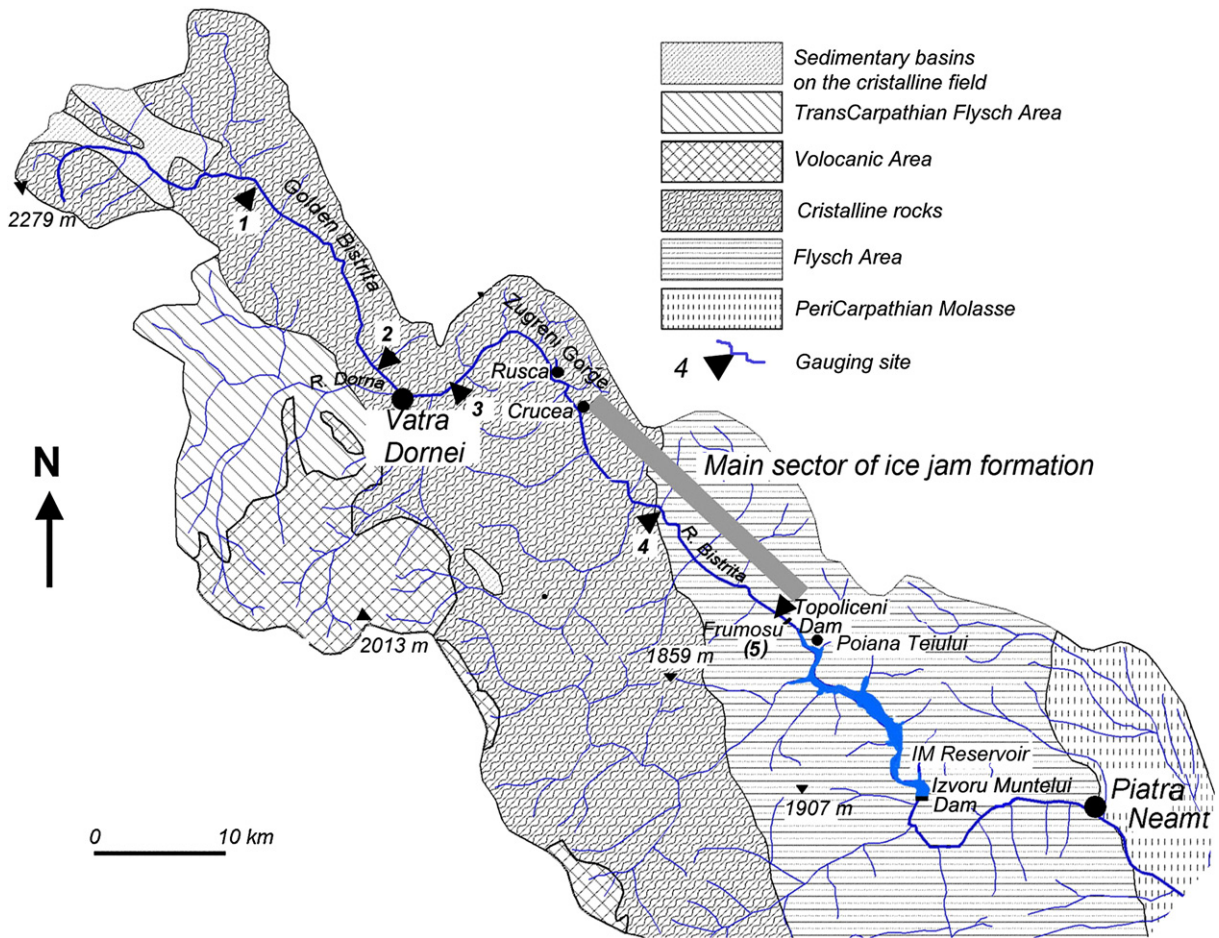 Sedimentary basins
on the cristalline field
TransCarpathian Flysch Area
Volocanic Area
Cristalline rocks
Flysch Area
PeriCarpathian Molasse
4
Gauging site
2279 m
1
Golden Bistrita
2
R. Dorna
Vatra
Dornei
3
Zugreni Gorge
Rusca
Crucea
Main sector of ice jam formation
N
4
R. Bistrita
Topoliceni
Dam
Frumosu
(5)
Poiana Teiului
2013 m
1859 m
IM Reservoir
Izvoru Muntelui
Dam
1907 m
Piatra
Neamt
0
10 km